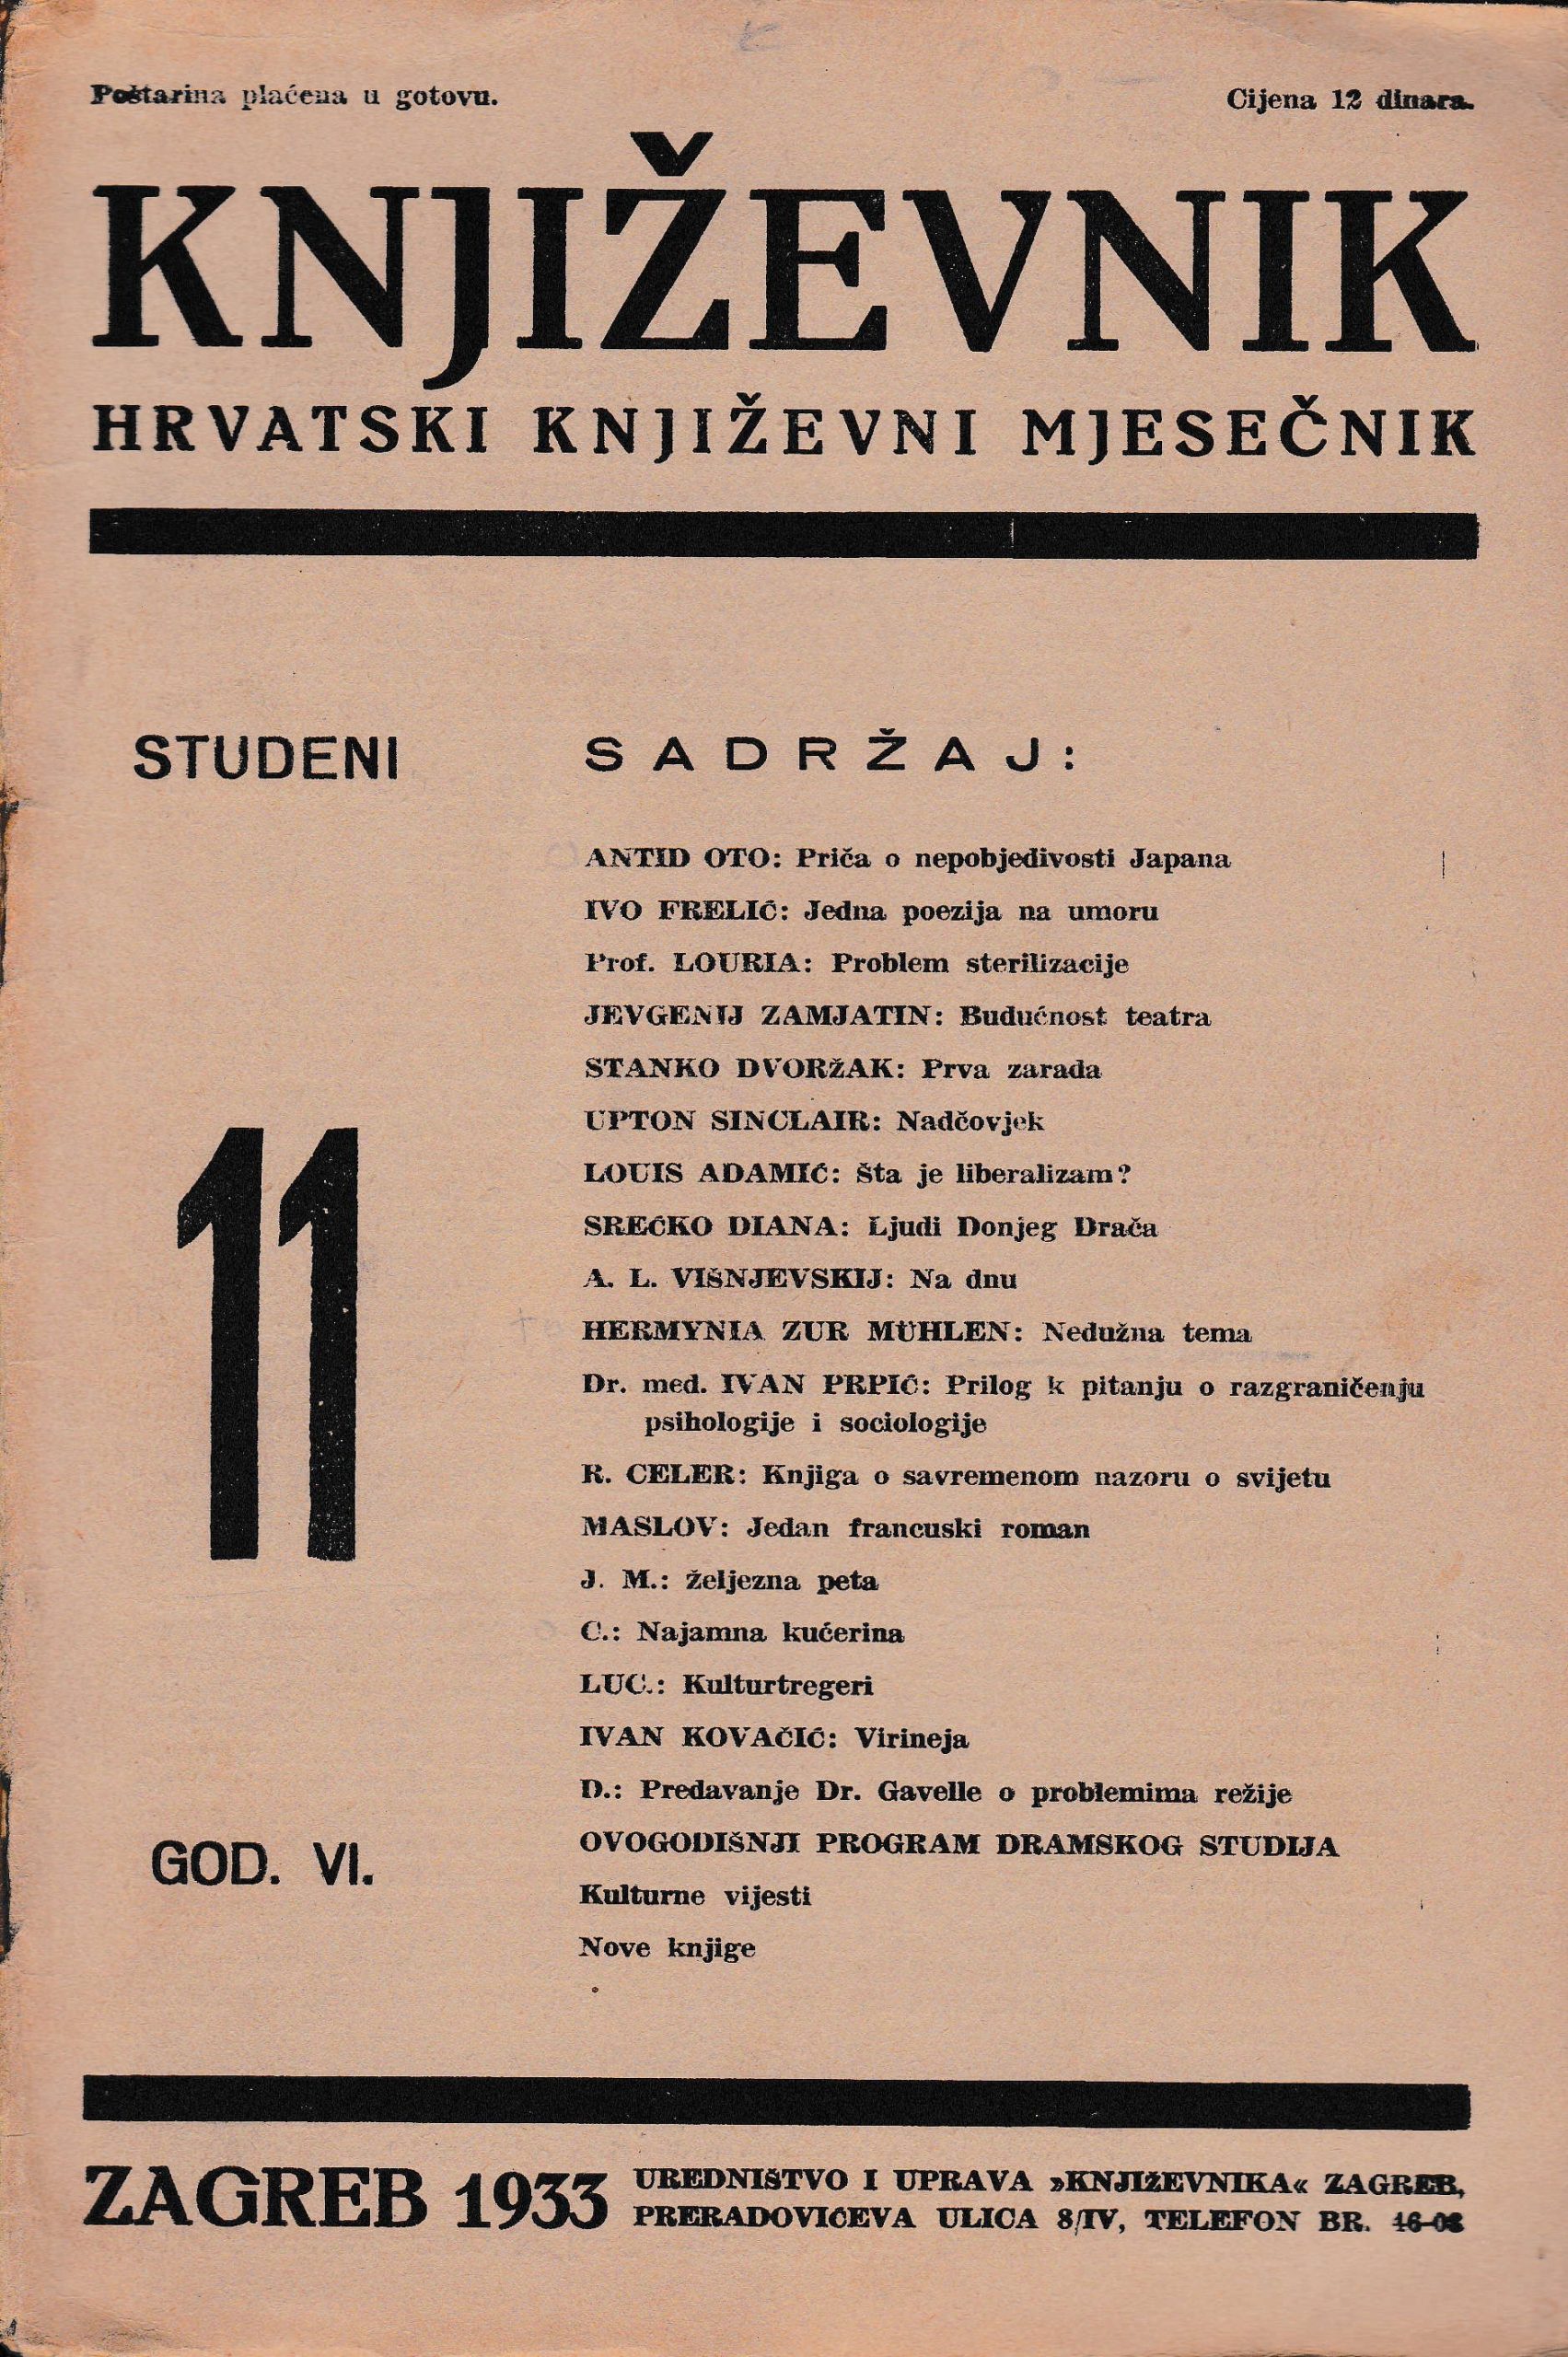 Poštarina plaćena u gotovu.
Cijena 12 dinara.
KNJIŽEVNIK
HRVATSKI KNJIŽEVNI MJESEČNIK
STUDENI
11
GOD. VI.
SADRŽAJ:
ANTID OTO: Priča o nepobjedivosti Japana
IVO FRELIĆ: Jedna poezija na umoru
Prof. LOURIA: Problem sterilizacije
JEVGENIJ ZAMJATIN: Budućnost teatra
STANKO DVORŽAK: Prva zarada
UPTON SINCLAIR: Nadčovjek
LOUIS ADAMIĆ: Šta je liberalizam?
SREĆKO DIANA: Ljudi Donjeg Drača
A. L. VIŠNJEVSKIJ: Na dnu
HERMYNIA ZUR MÜHLEN: Nedužna tema
Dr. med. IVAN PRPIĆ: Prilog k pitanju o razgraničenju
psihologije i sociologije
R. CELER: Knjiga o savremenom nazoru o svijetu
MASLOV: Jedan francuski roman
J. M.: Željezna peta
C.: Najamna kućerina
LUC.: Kulturtregeri
IVAN KOVAČIĆ: Virineja
D.: Predavanje Dr. Gavelle o problemima režije
OVOGODIŠNJI PROGRAM DRAMSKOG STUDIJA
Kulturne vijesti
Nove knjige
ZAGREB 1933
UREDNIŠTVO I UPRAVA »KNJIŽEVNIKA« ZAGREB,
PRERADOVIĆEVA ULICA 8/IV, TELEFON BR.